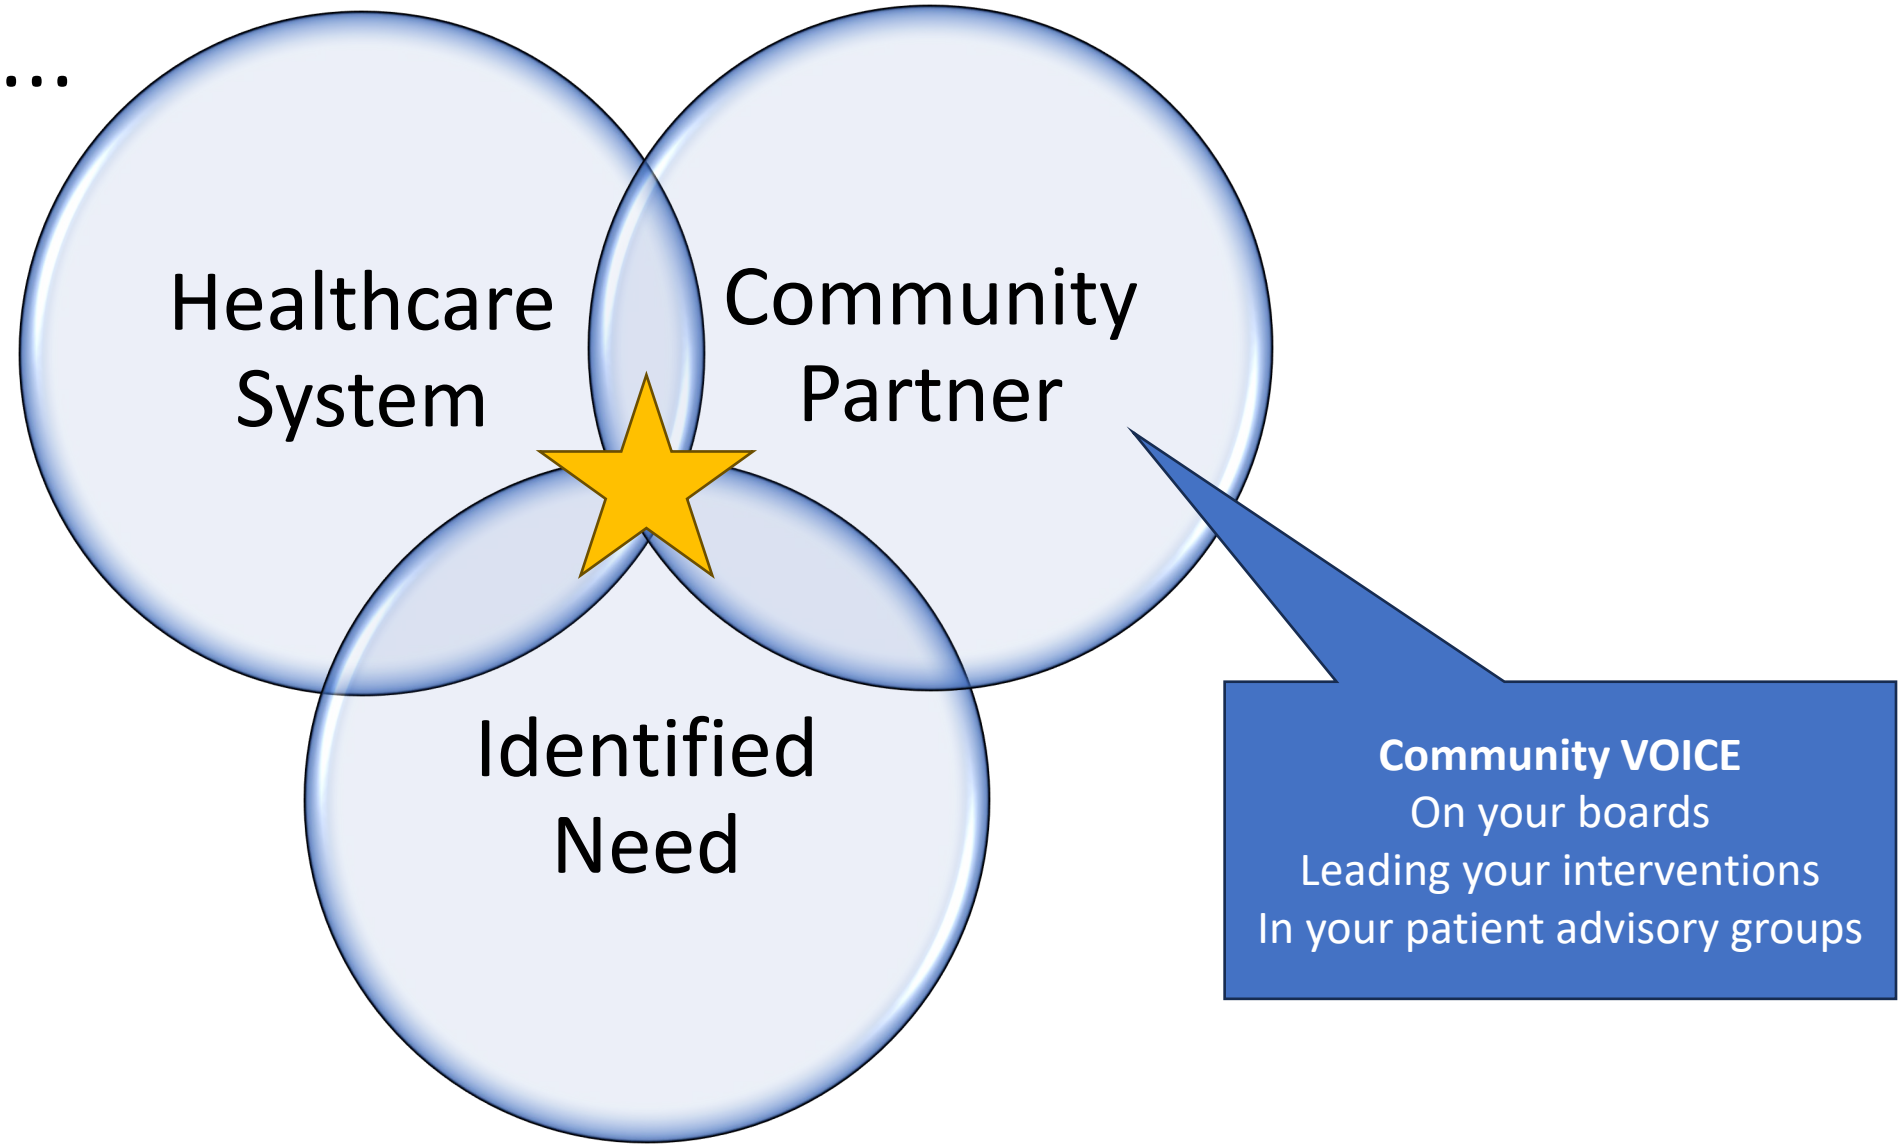 ...
Healthcare
System
Community
Partner
Identified
Need
Community VOICE
On your boards
Leading your interventions
In your patient advisory groups